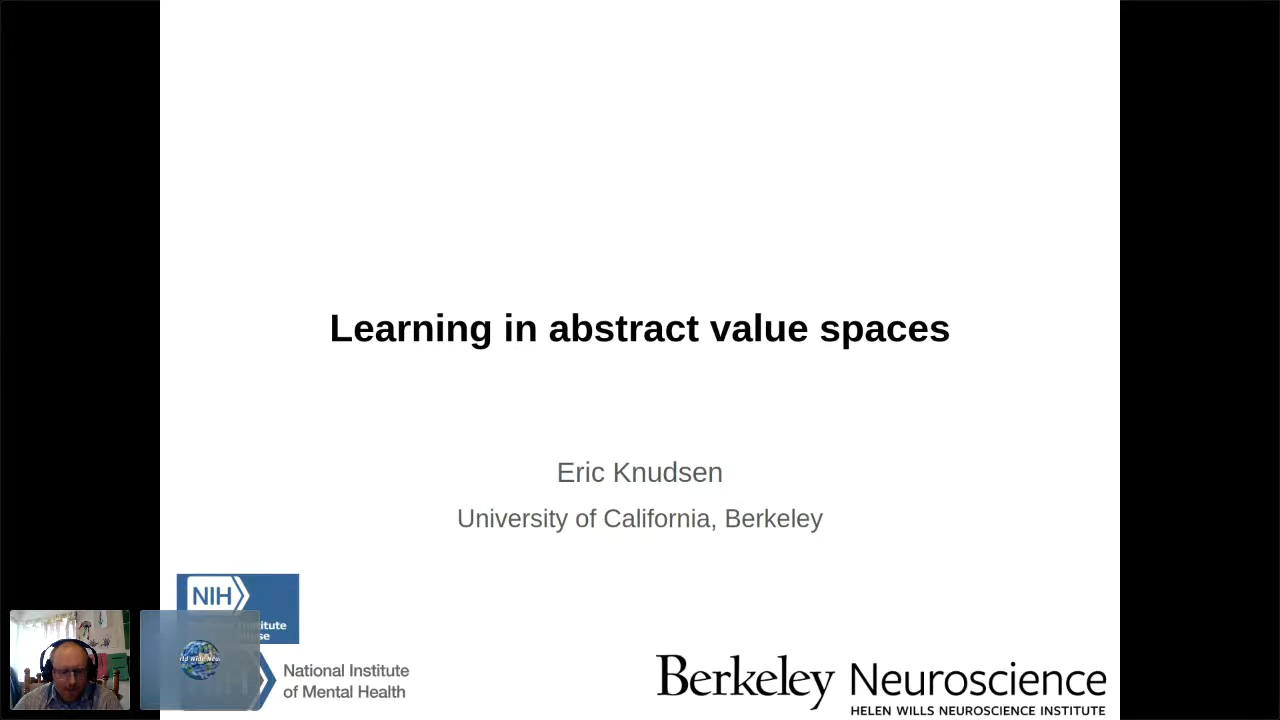 Learning in abstract value spaces
Eric Knudsen
University of California, Berkeley
NIH
National Institute
of Mental Health
Berkeley Neuroscience
HELEN WILLS NEUROSCIENCE INSTITUTE